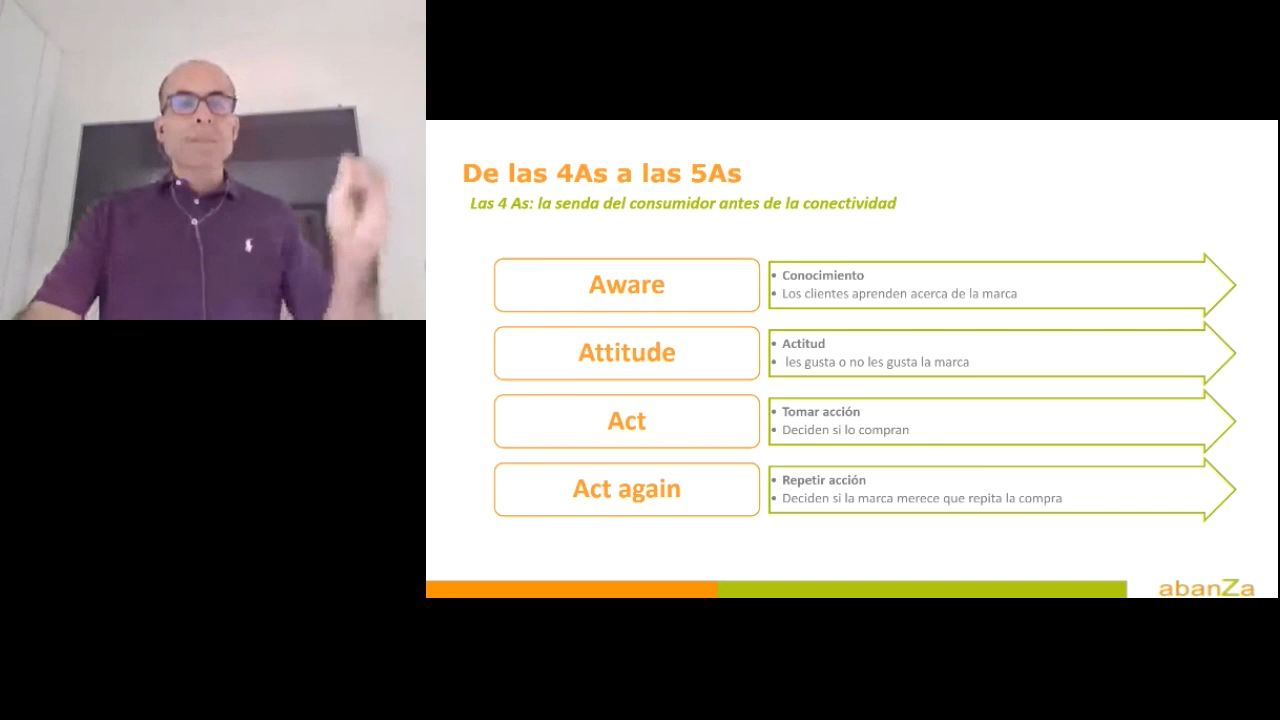 De las 4As a las 5As
Las 4 As: la senda del consumidor antes de la conectividad
Aware
• Conocimiento
• Los clientes aprenden acerca de la marca
Attitude
• Actitud
• les gusta o no les gusta la marca
Act
• Tomar acción
• Deciden si lo compran
Act again
• Repetir acción
• Deciden si la marca merece que repita la compra
abanZa